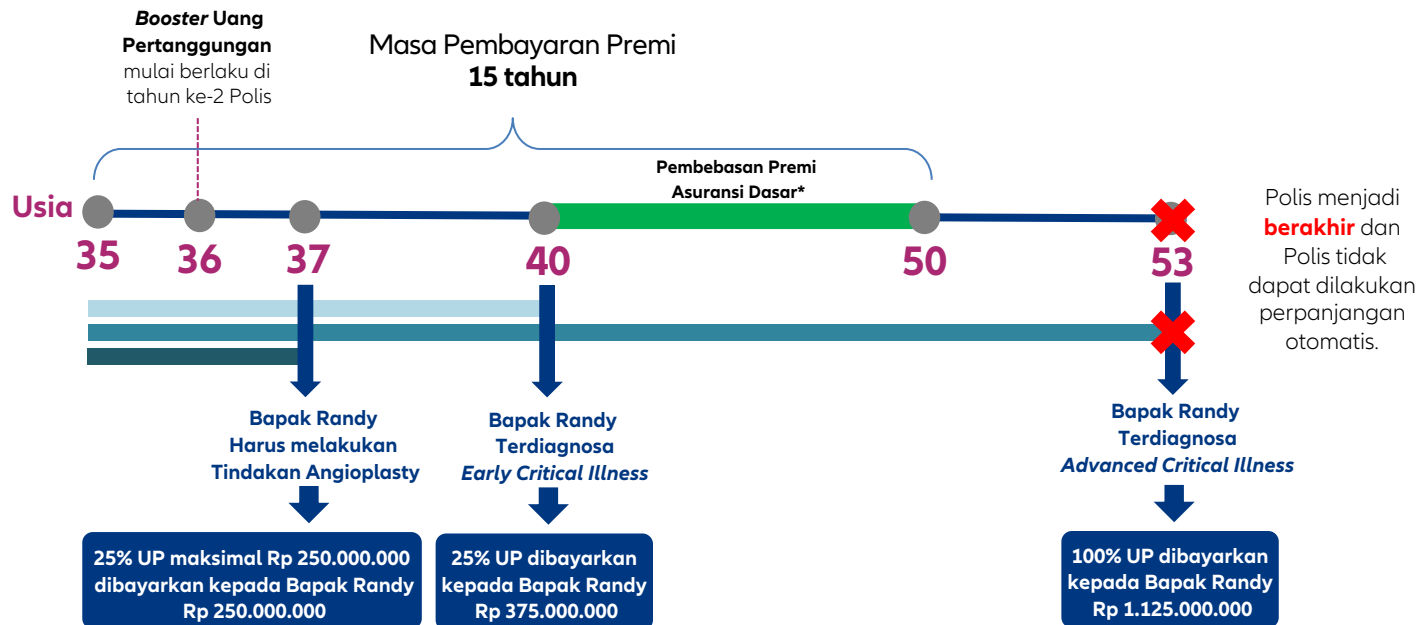 Booster Uang
Pertanggungan
mulai berlaku di
tahun ke-2 Polis
Masa Pembayaran Premi
15 tahun
Pembebasan Premi
Asuransi Dasar*
Usia
35
36
37
40
50
53
Polis menjadi
berakhir dan
Polis tidak
dapat dilakukan
perpanjangan
otomatis.
Bapak Randy
Harus melakukan
Tindakan Angioplasty
Bapak Randy
Terdiagnosa
Early Critical Illness
Bapak Randy
Terdiagnosa
Advanced Critical Illness
25% UP maksimal Rp 250.000.000
dibayarkan kepada Bapak Randy
Rp 250.000.000
25% UP dibayarkan
kepada Bapak Randy
Rp 375.000.000
100% UP dibayarkan
kepada Bapak Randy
Rp 1.125.000.000